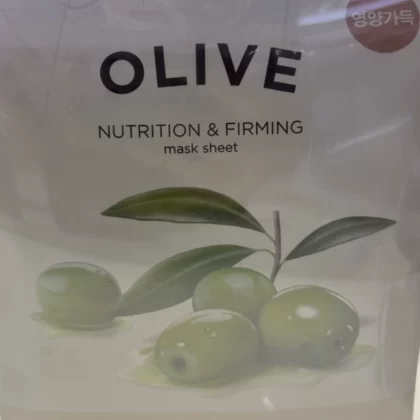 영양가득
OLIVE
NUTRITION & FIRMING
mask sheet